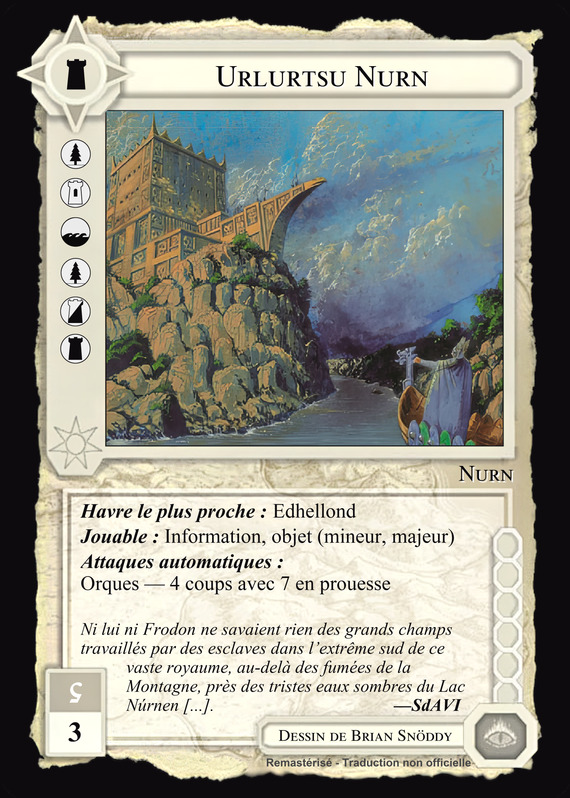 Urlurtsu Nurn
Nurn
Havre le plus proche : Edhellond
Jouable : Information, objet (mineur, majeur)
Attaques automatiques :
Orques — 4 coups avec 7 en prouesse
Ni lui ni Frodon ne savaient rien des grands champs
travaillés par des esclaves dans l’extrême sud de ce
vaste royaume, au-delà des fumées de la
Montagne, près des tristes eaux sombres du Lac
Núrnen [...]. —SdAVI
3
Dessin de Brian Snöddy
Remastérisé - Traduction non officielle